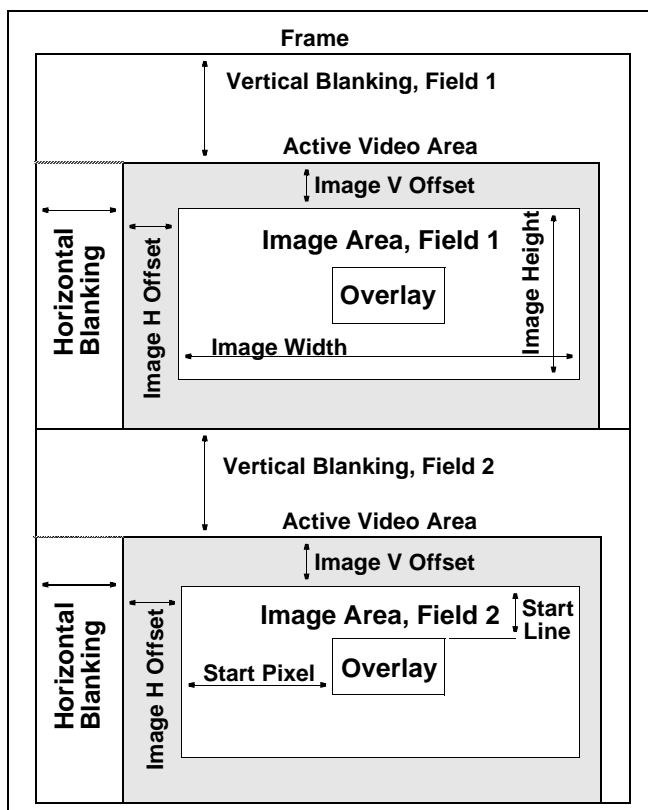 Frame
Vertical Blanking, Field 1
Active Video Area
Image V Offset
Horizontal
Blanking
Image H Offset
Image Area, Field 1
Image Height
Overlay
Image Width
Vertical Blanking, Field 2
Active Video Area
Image V Offset
Horizontal
Blanking
Image H Offset
Image Area, Field 2
Start
Line
Overlay
Start Pixel